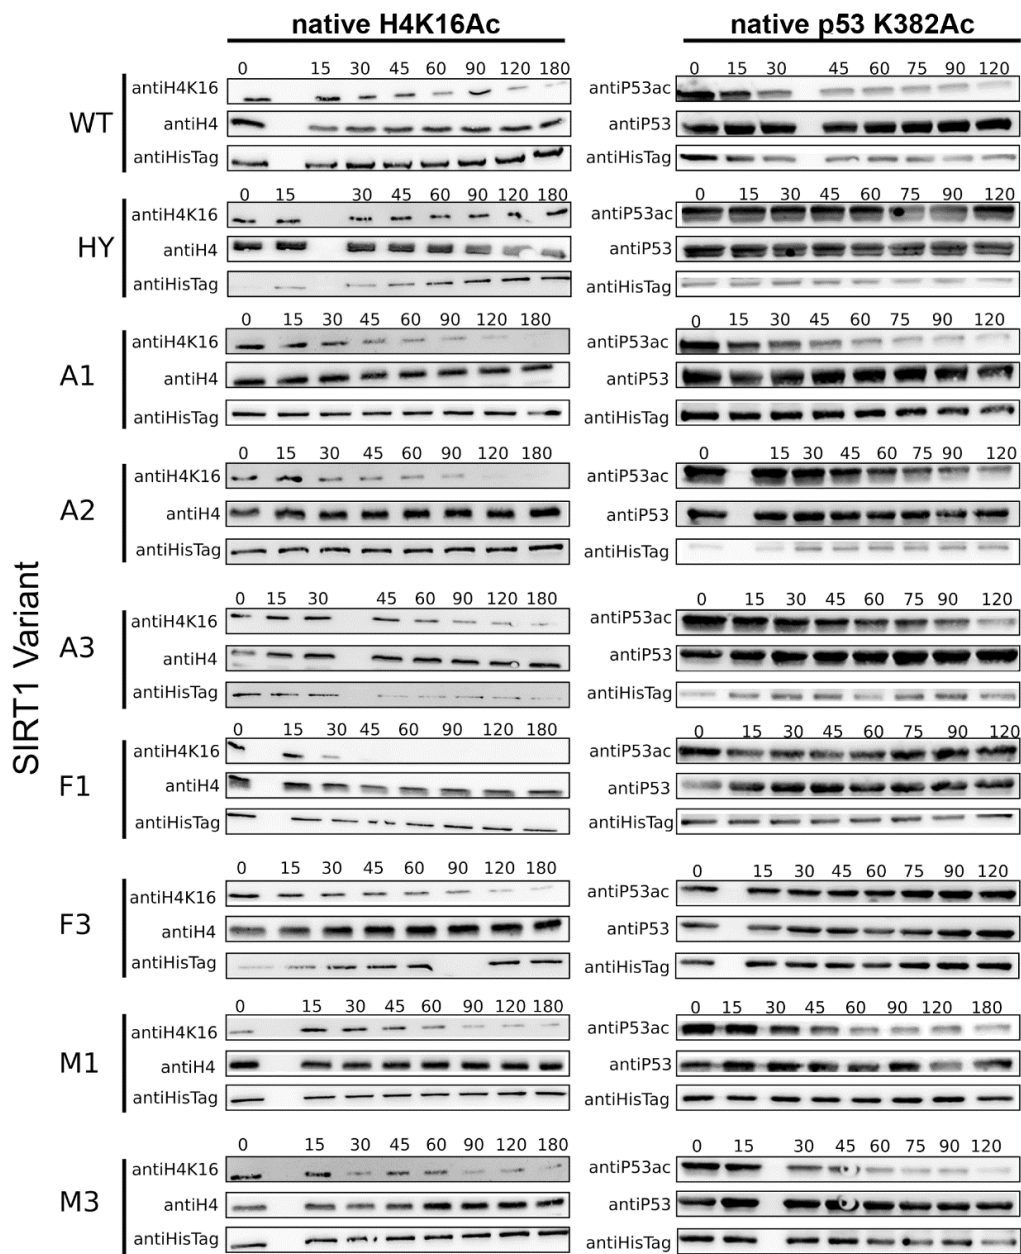 native H4K16Ac native p53 K382Ac
SIRT1 Variant
WT
0 15 30 45 60 90 120 180
antiH4K16
antiH4
antiHisTag
0 15 30 45 60 75 90 120
antiP53ac
antiP53
antiHisTag
HY
0 15 30 45 60 90 120 180
antiH4K16
antiH4
antiHisTag
0 15 30 45 60 75 90 120
antiP53ac
antiP53
antiHisTag
A1
0 15 30 45 60 90 120 180
antiH4K16
antiH4
antiHisTag
0 15 30 45 60 75 90 120
antiP53ac
antiP53
antiHisTag
A2
0 15 30 45 60 90 120 180
antiH4K16
antiH4
antiHisTag
0 15 30 45 60 75 90 120
antiP53ac
antiP53
antiHisTag
A3
0 15 30 45 60 90 120 180
antiH4K16
antiH4
antiHisTag
0 15 30 45 60 75 90 120
antiP53ac
antiP53
antiHisTag
F1
0 15 30 45 60 90 120 180
antiH4K16
antiH4
antiHisTag
0 15 30 45 60 75 90 120
antiP53ac
antiP53
antiHisTag
F3
0 15 30 45 60 90 120 180
antiH4K16
antiH4
antiHisTag
0 15 30 45 60 75 90 120
antiP53ac
antiP53
antiHisTag
M1
0 15 30 45 60 90 120 180
antiH4K16
antiH4
antiHisTag
0 15 30 45 60 90 120 180
antiP53ac
antiP53
antiHisTag
M3
0 15 30 45 60 90 120 180
antiH4K16
antiH4
antiHisTag
0 15 30 45 60 75 90 120
antiP53ac
antiP53
antiHisTag